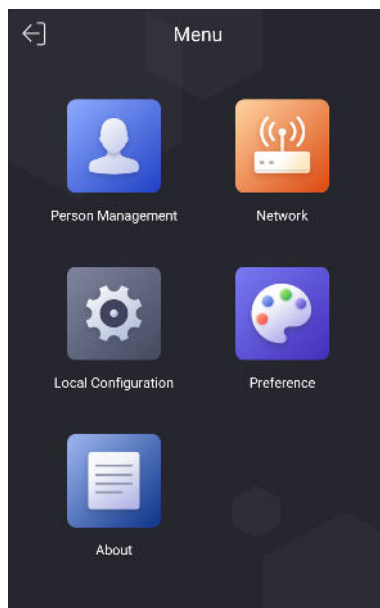 Menu
Person Management
Network
Local Configuration
Preference
About